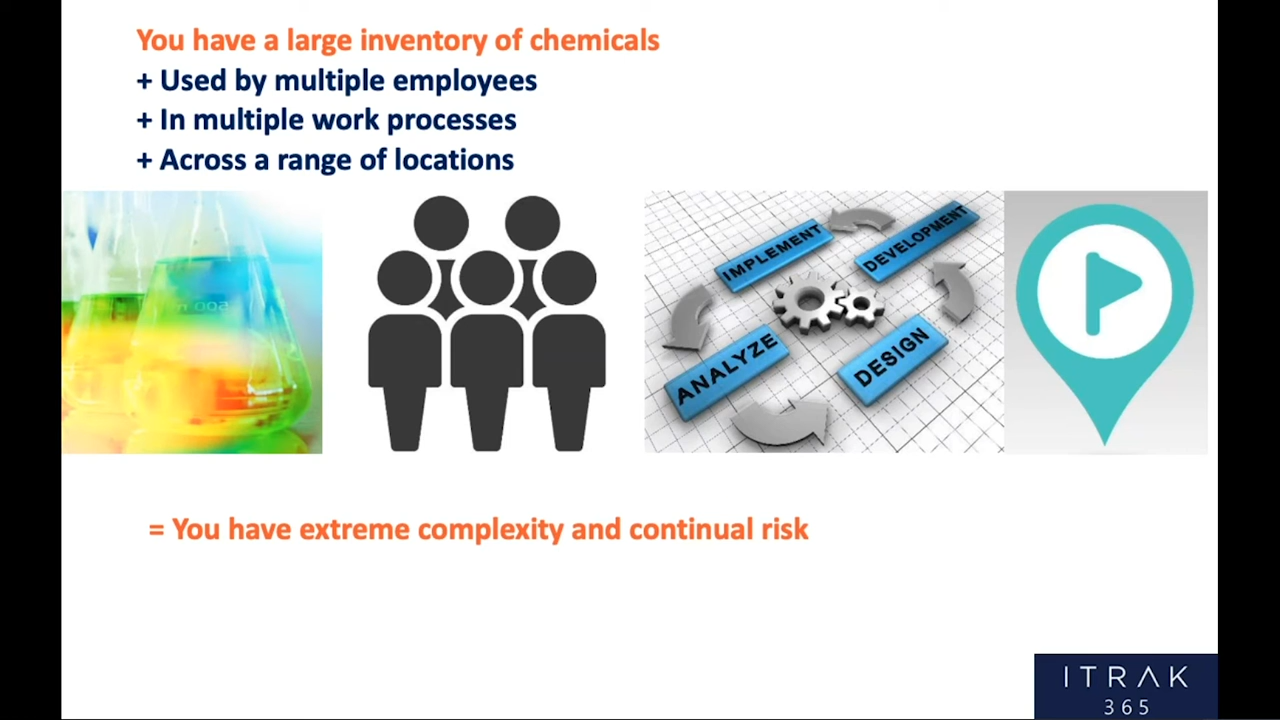 You have a large inventory of chemicals
+ Used by multiple employees
+ In multiple work processes
+ Across a range of locations
IMPLEMENT
DEVELOPMENT
ANALYZE
DESIGN
= You have extreme complexity and continual risk
ITRAK
365